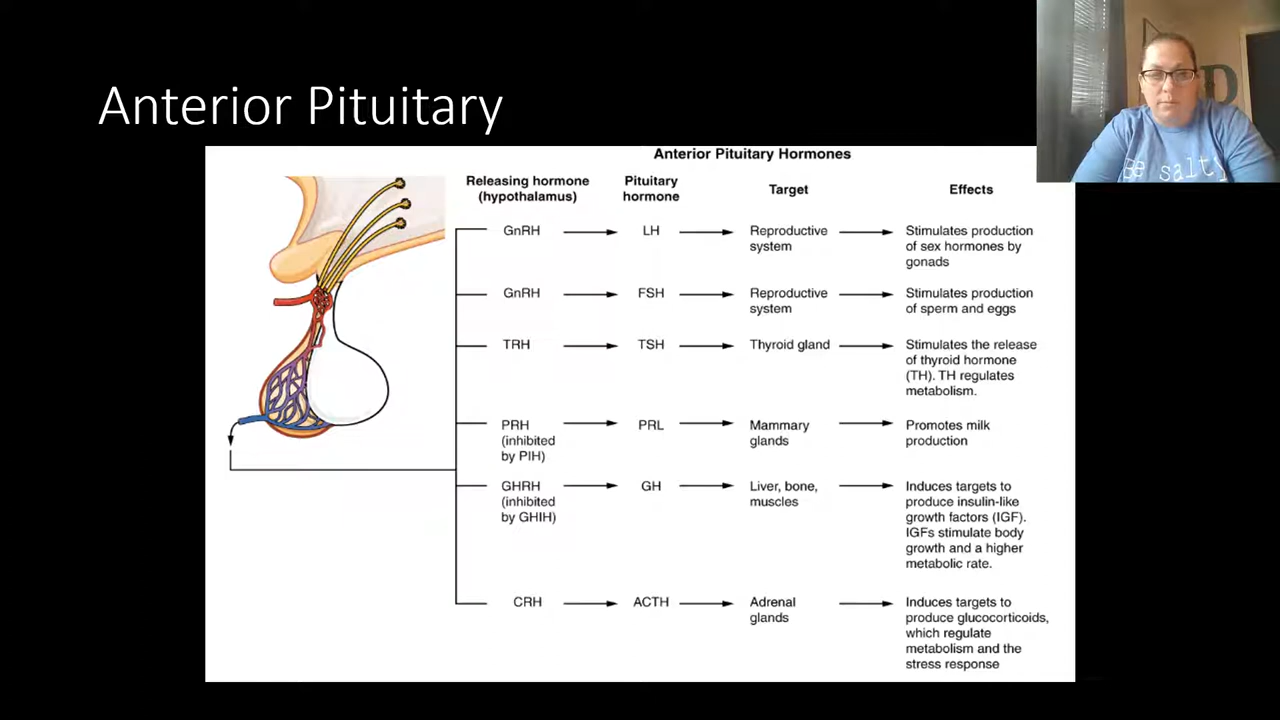 Anterior Pituitary
Be salty
Anterior Pituitary Hormones
Releasing hormone
(hypothalamus)
Pituitary
hormone
Target
Effects
GnRH
LH
Reproductive
system
Stimulates production
of sex hormones by
gonads
GnRH
FSH
Reproductive
system
Stimulates production
of sperm and eggs
TRH
TSH
Thyroid gland
Stimulates the release
of thyroid hormone
(TH). TH regulates
metabolism.
PRH
(inhibited
by PIH)
PRL
Mammary
glands
Promotes milk
production
GHRH
(inhibited
by GHIH)
GH
Liver, bone,
muscles
Induces targets to
produce insulin-like
growth factors (IGF).
IGFs stimulate body
growth and a higher
metabolic rate.
CRH
ACTH
Adrenal
glands
Induces targets to
produce glucocorticoids,
which regulate
metabolism and the
stress response